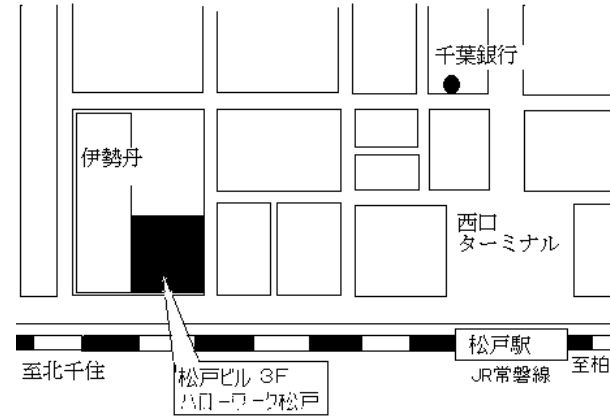 千葉銀行
伊勢丹
西口
ターミナル
松戸駅
至北千住
JR常磐線
至柏
松戸ビル 3F
ハローワーク松戸